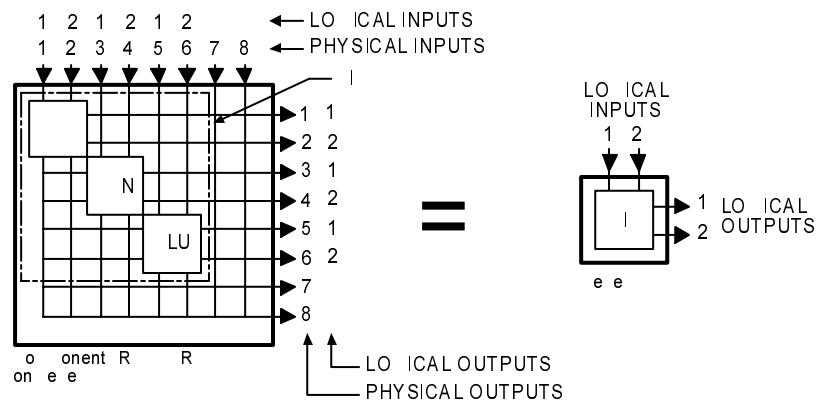 1 2 1 2 1 2 LO ICAL INPUTS
1 2 3 4 5 6 7 8 PHYSICAL INPUTS
I
1 1
2 2
3 1
N
4 2
5 1
LU
6 2
7
8
o onent R R
on e e
LO ICAL OUTPUTS
PHYSICAL OUTPUTS
=
LO ICAL
INPUTS
1 2
I
1 LO ICAL
2 OUTPUTS
e e